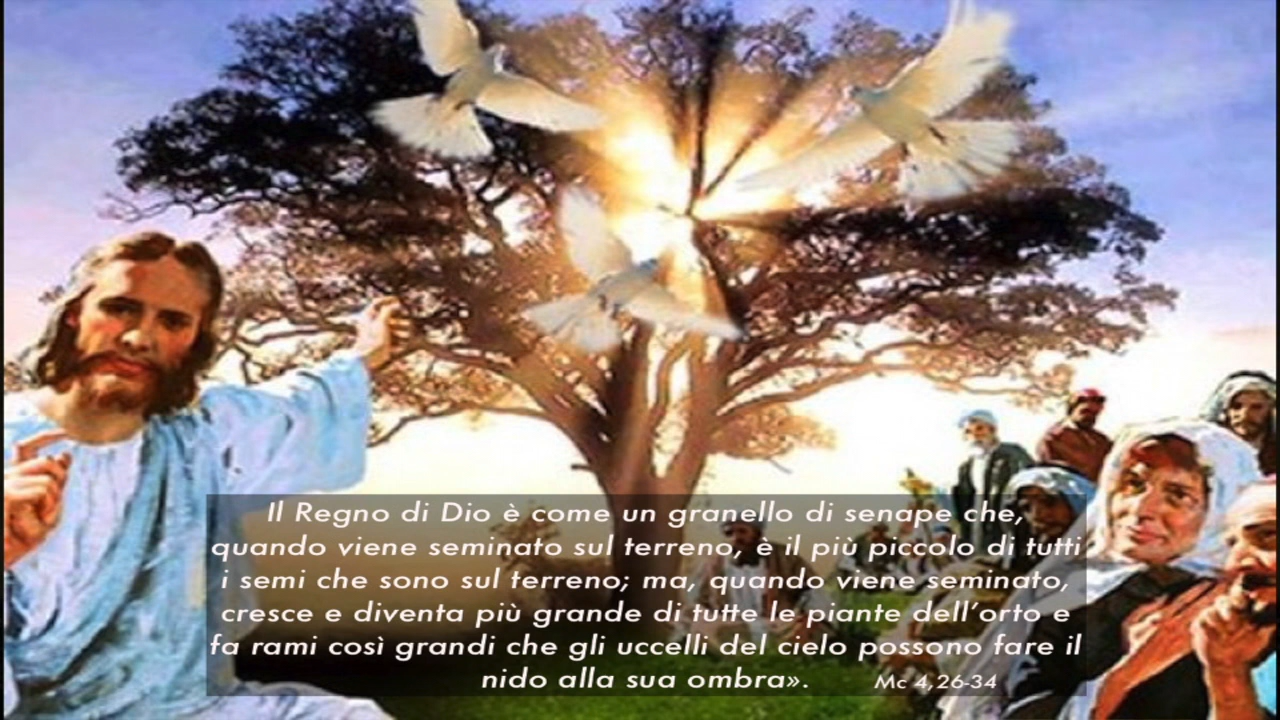 Il Regno di Dio è come un granello di senape che,
quando viene seminato sul terreno, è il più piccolo di tutti
i semi che sono sul terreno; ma, quando viene seminato,
cresce e diventa più grande di tutte le piante dell’orto e
fa rami così grandi che gli uccelli del cielo possono fare il
nido alla sua ombra». Mc 4,26-34